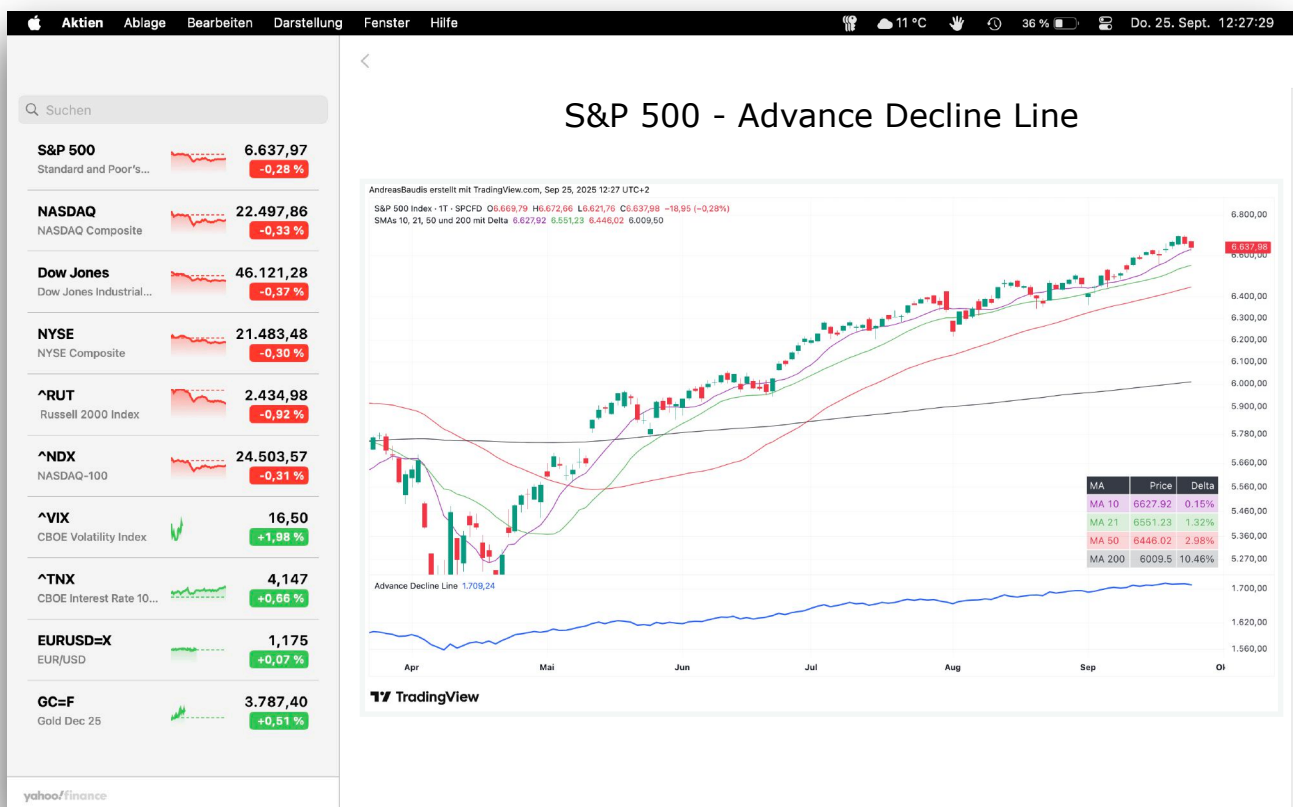 Aktien Ablage Bearbeiten Darstellung Fenster Hilfe 11 °C 36 % Do. 25. Sept. 12:27:29
Suchen
S&P 500 6.637,97
Standard and Poor's... -0,28 %
NASDAQ 22.497,86
NASDAQ Composite -0,33 %
Dow Jones 46.121,28
Dow Jones Industrial... -0,37 %
NYSE 21.483,48
NYSE Composite -0,30 %
^RUT 2.434,98
Russell 2000 Index -0,92 %
^NDX 24.503,57
NASDAQ-100 -0,31 %
^VIX 16,50
CBOE Volatility Index +1,98 %
^TNX 4,147
CBOE Interest Rate 10... +0,66 %
EURUSD=X 1,175
EUR/USD +0,07 %
GC=F 3.787,40
Gold Dec 25 +0,51 %
yahoo!finance
S&P 500 - Advance Decline Line
AndreasBaudis erstellt mit TradingView.com, Sep 25, 2025 12:27 UTC+2
S&P 500 Index · 1T · SPCFD O6.669,79 H6.672,66 L6.621,76 C6.637,98 −18,95 (−0,28%)
SMAs 10, 21, 50 und 200 mit Delta 6.627,92 6.551,23 6.446,02 6.009,50
6.800,00
6.637,98
6.600,00
6.400,00
6.300,00
6.200,00
6.100,00
6.000,00
5.900,00
5.780,00
5.660,00
5.560,00
5.460,00
5.360,00
5.270,00
MA Price Delta
MA 10 6627.92 0.15%
MA 21 6551.23 1.32%
MA 50 6446.02 2.98%
MA 200 6009.5 10.46%
Advance Decline Line 1.709,24
1.700,00
1.620,00
1.560,00
Apr Mai Jun Jul Aug Sep
TradingView